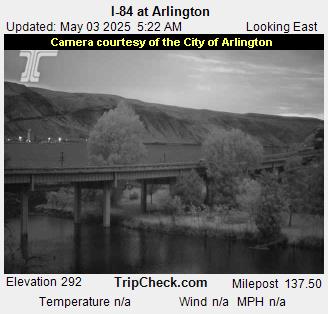 I-84 at Arlington
Updated: May 03 2025 5:22 AM Looking East
Camera courtesy of the City of Arlington
Elevation 292 TripCheck.com Milepost 137.50
Temperature n/a Wind n/a MPH n/a